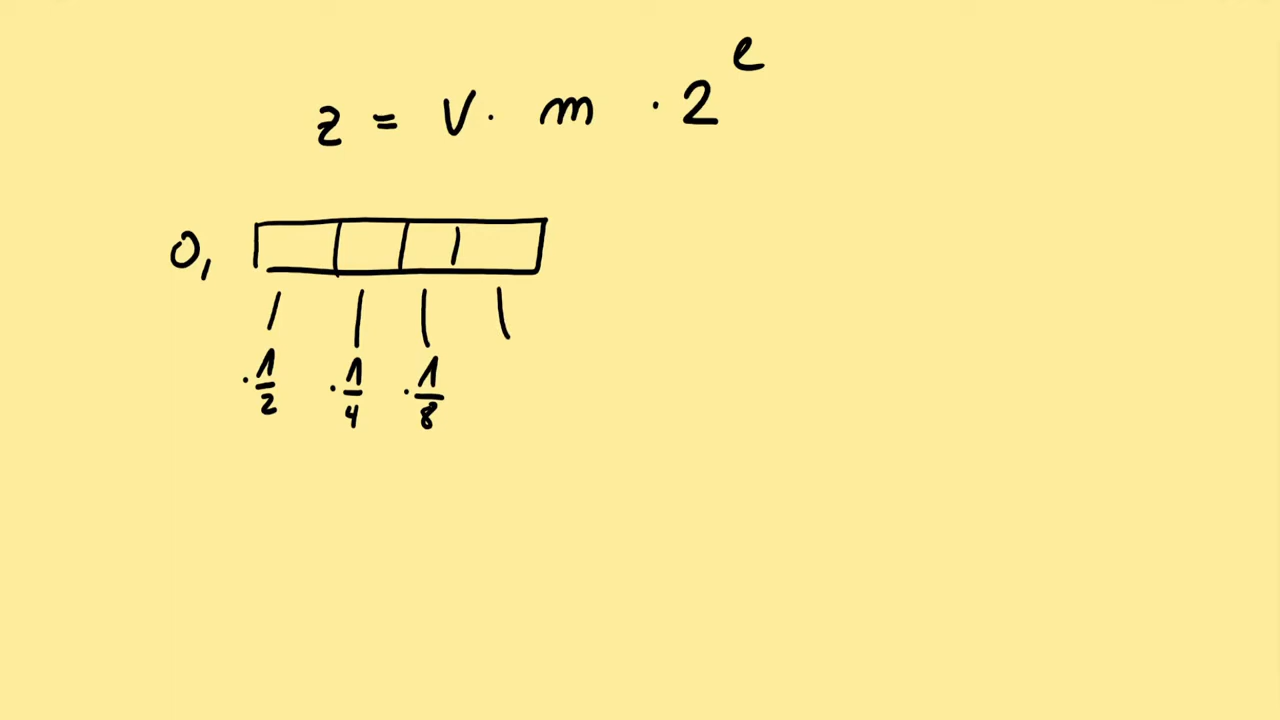 z = V · m · 2^e
0,
· 1/2 · 1/4 · 1/8